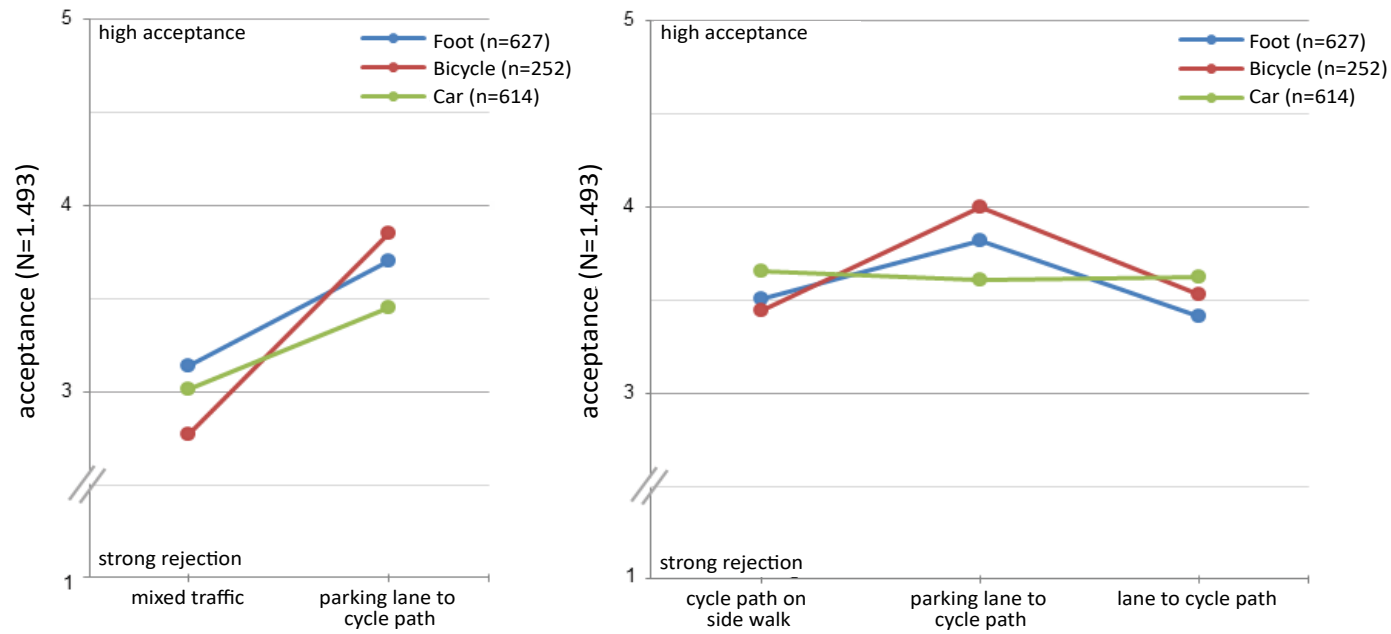 5
high acceptance
Foot (n=627)
Bicycle (n=252)
Car (n=614)
acceptance (N=1.493)
4
3
strong rejection
1
mixed traffic
parking lane to
cycle path
5
high acceptance
Foot (n=627)
Bicycle (n=252)
Car (n=614)
acceptance (N=1.493)
4
3
strong rejection
1
cycle path on
side walk
parking lane to
cycle path
lane to cycle path